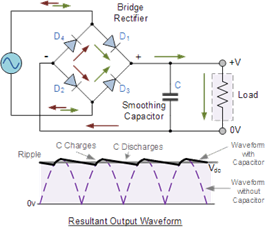 Bridge
Rectifier
D4
D1
-
+
D2
D3
C
Smoothing
Capacitor
+V
Load
0V
Ripple
C Charges
C Discharges
Waveform
with
Capacitor
Vdc
0v
Waveform
without
Capacitor
Resultant Output Waveform